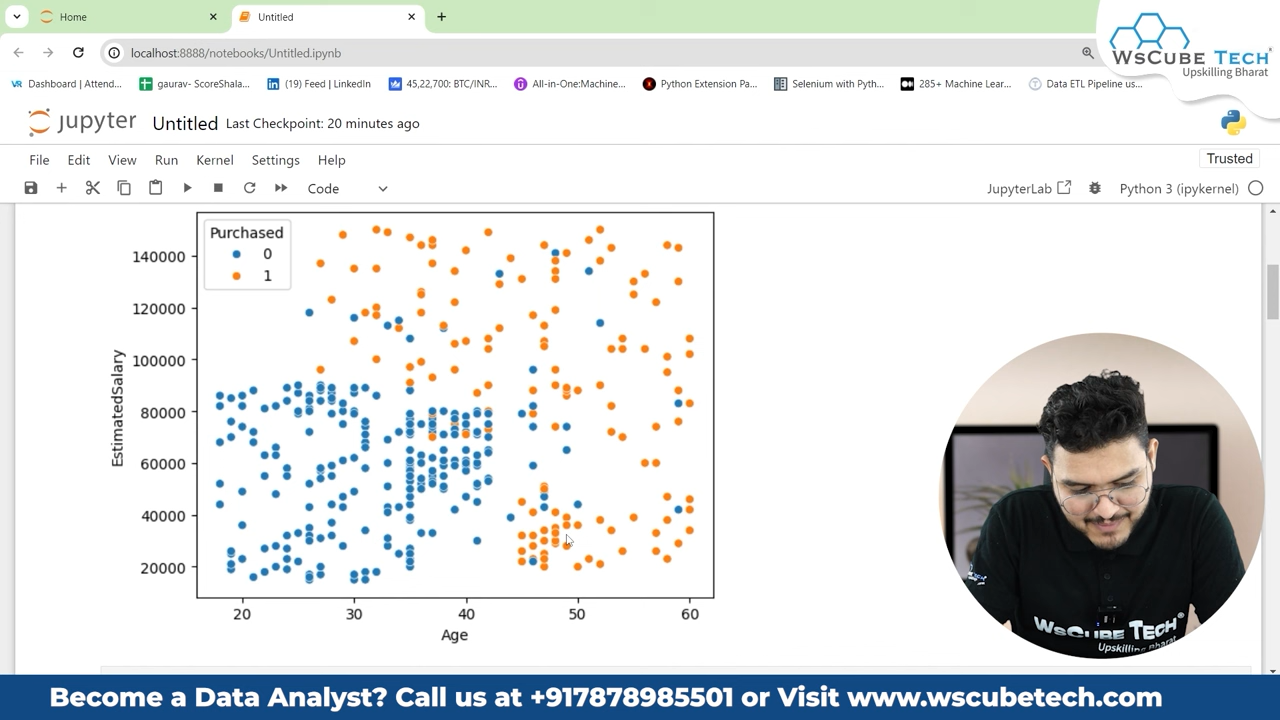 Home
Untitled
WsCUBE TECH
Upskilling Bharat
localhost:8888/notebooks/Untitled.ipynb
Dashboard | Attend... gaurav- ScoreShala... (19) Feed | LinkedIn 45,22,700: BTC/INR... All-in-One:Machine... Python Extension Pa... Selenium with Pyth... 285+ Machine Lear... Data ETL Pipeline us...
jupyter Untitled Last Checkpoint: 20 minutes ago
File Edit View Run Kernel Settings Help Trusted
Code JupyterLab Python 3 (ipykernel)
Purchased
0
1
140000
120000
100000
80000
60000
40000
20000
EstimatedSalary
20 30 40 50 60
Age
WSCUBE TECH
Upskilling Bharat
Become a Data Analyst? Call us at +917878985501 or Visit www.wscubetech.com